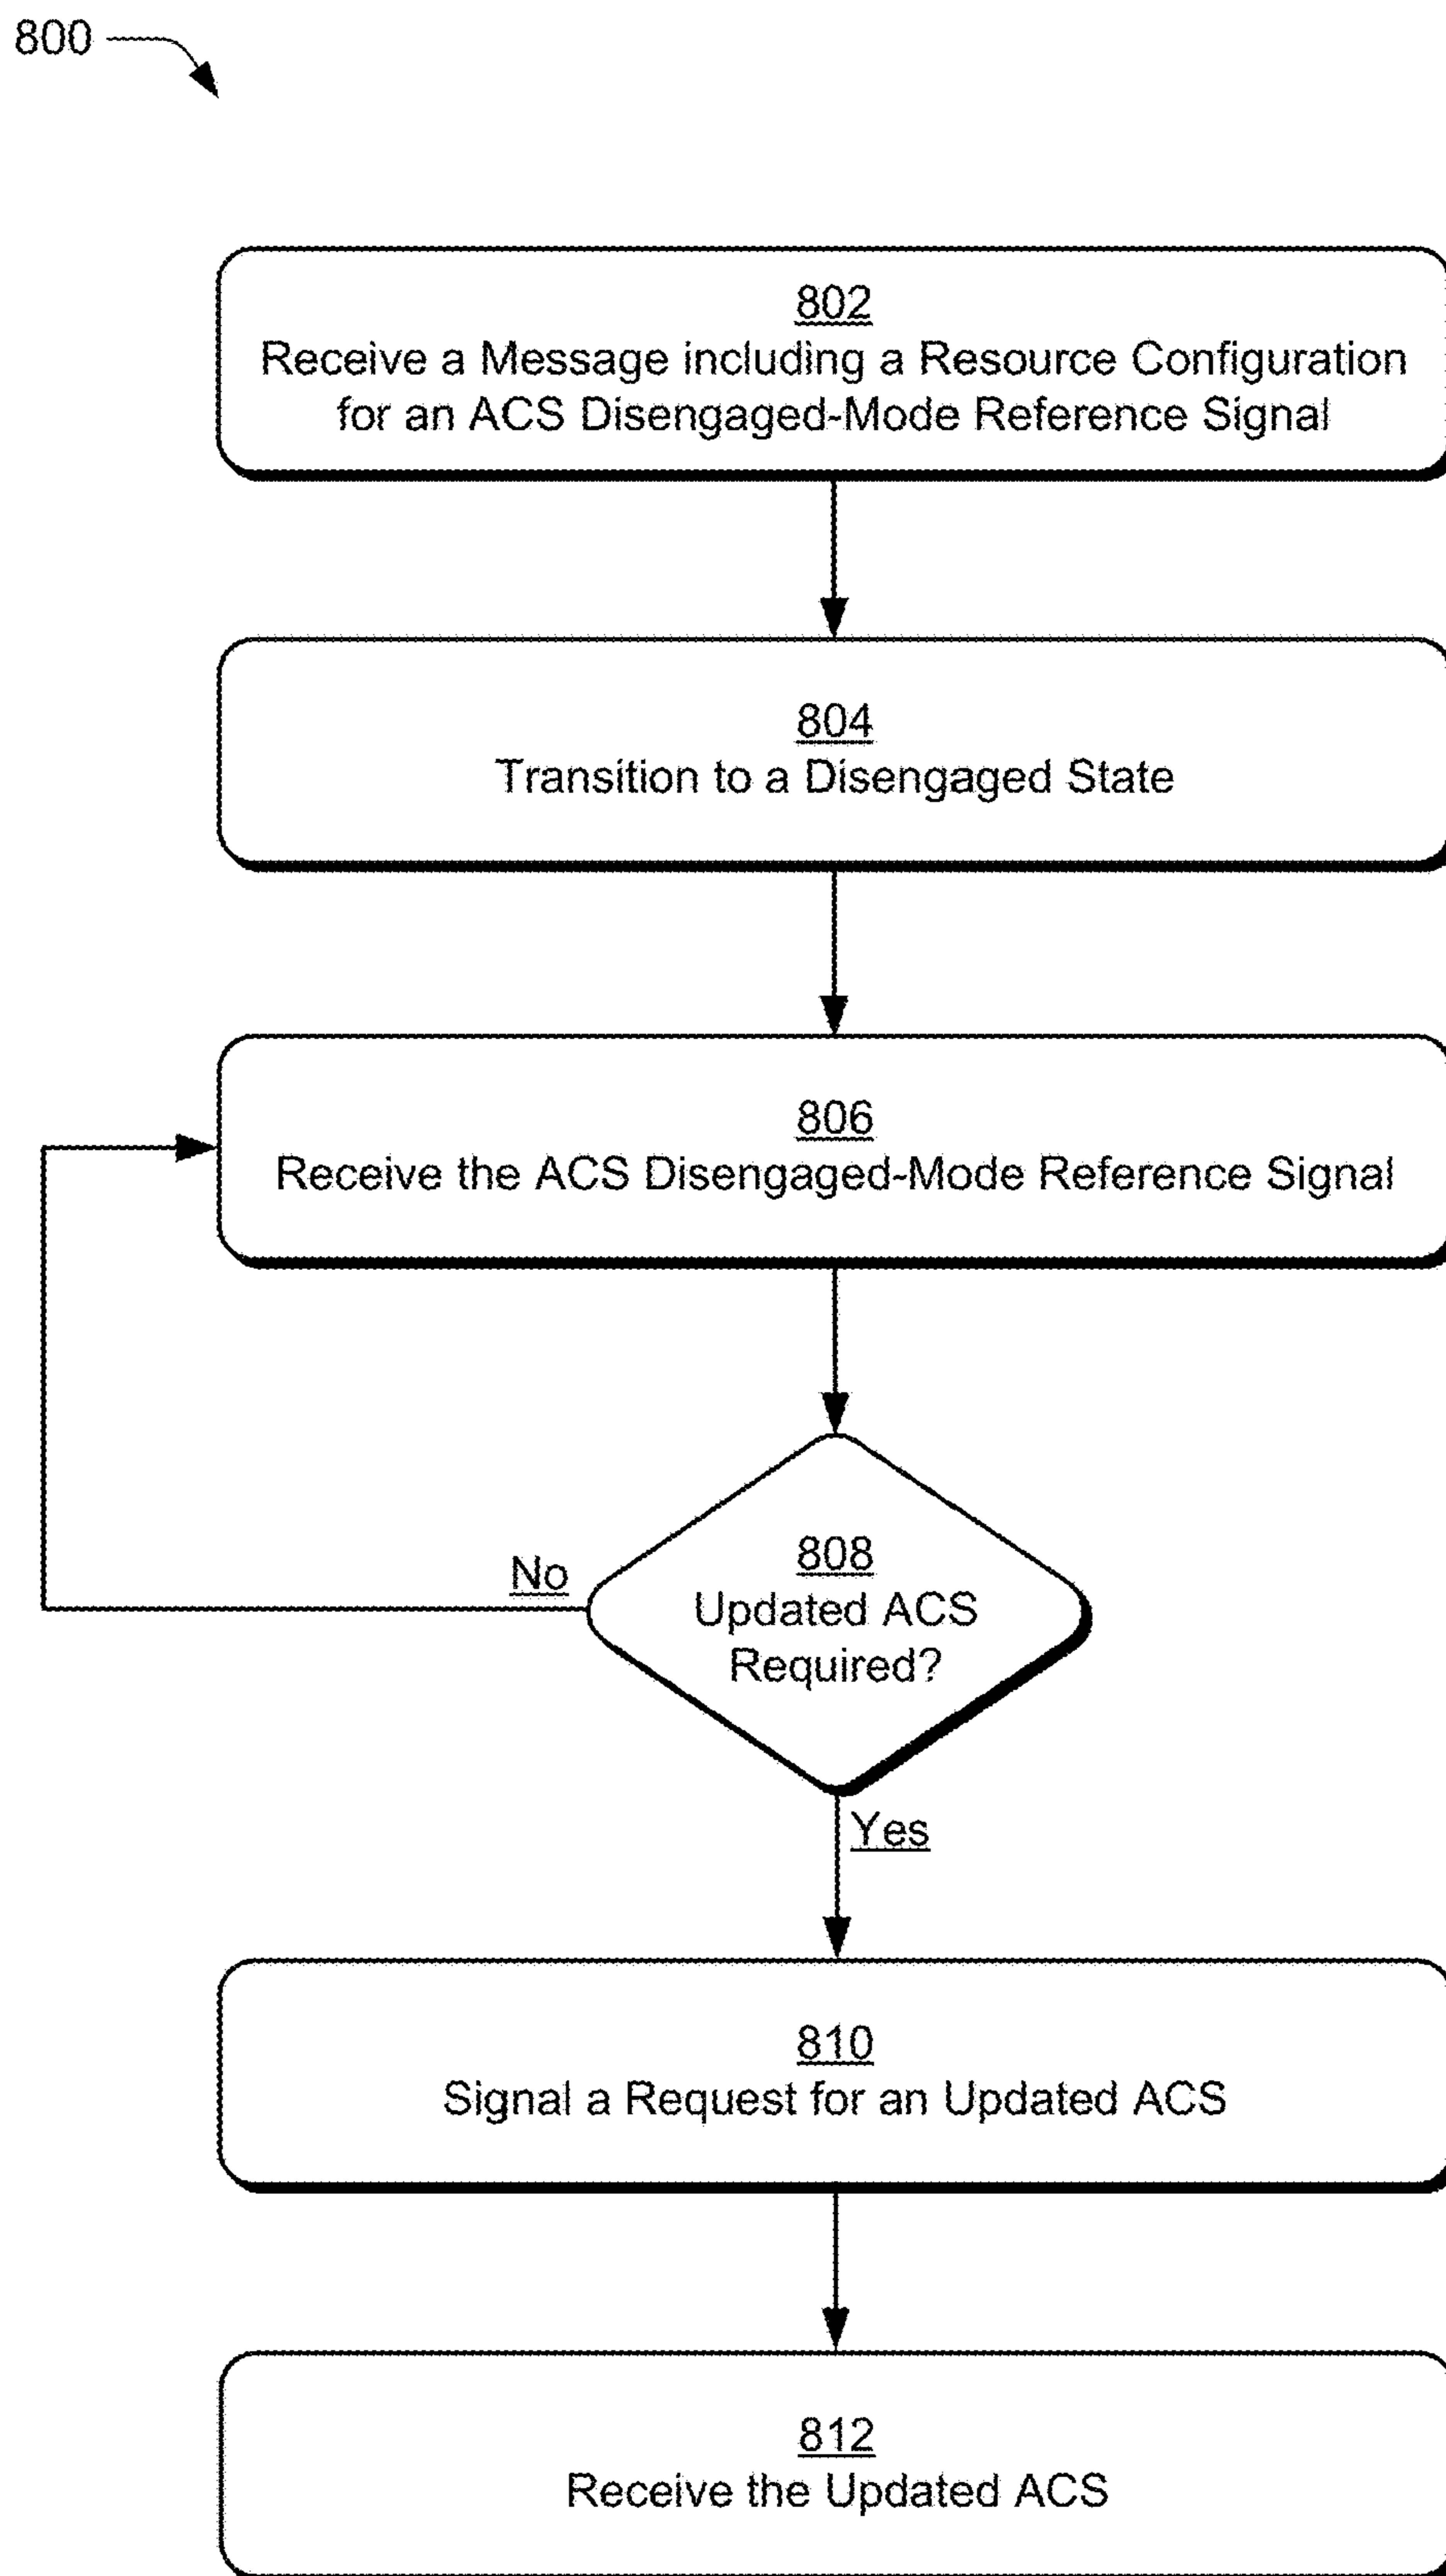 800
802
Receive a Message including a Resource Configuration
for an ACS Disengaged-Mode Reference Signal
804
Transition to a Disengaged State
806
Receive the ACS Disengaged-Mode Reference Signal
808
Updated ACS
Required?
No
Yes
810
Signal a Request for an Updated ACS
812
Receive the Updated ACS